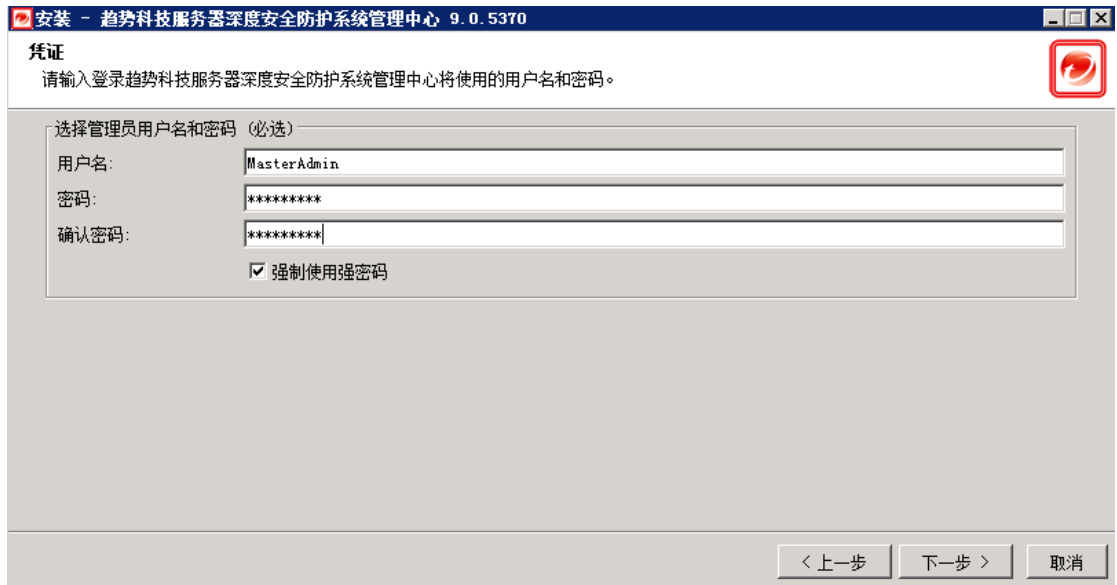 安装 - 趋势科技服务器深度安全防护系统管理中心 9.0.5370
凭证
请输入登录趋势科技服务器深度安全防护系统管理中心将使用的用户名和密码。
选择管理员用户名和密码 (必选)
用户名: MasterAdmin
密码: *********
确认密码: *********
强制使用强密码
< 上一步 下一步 > 取消